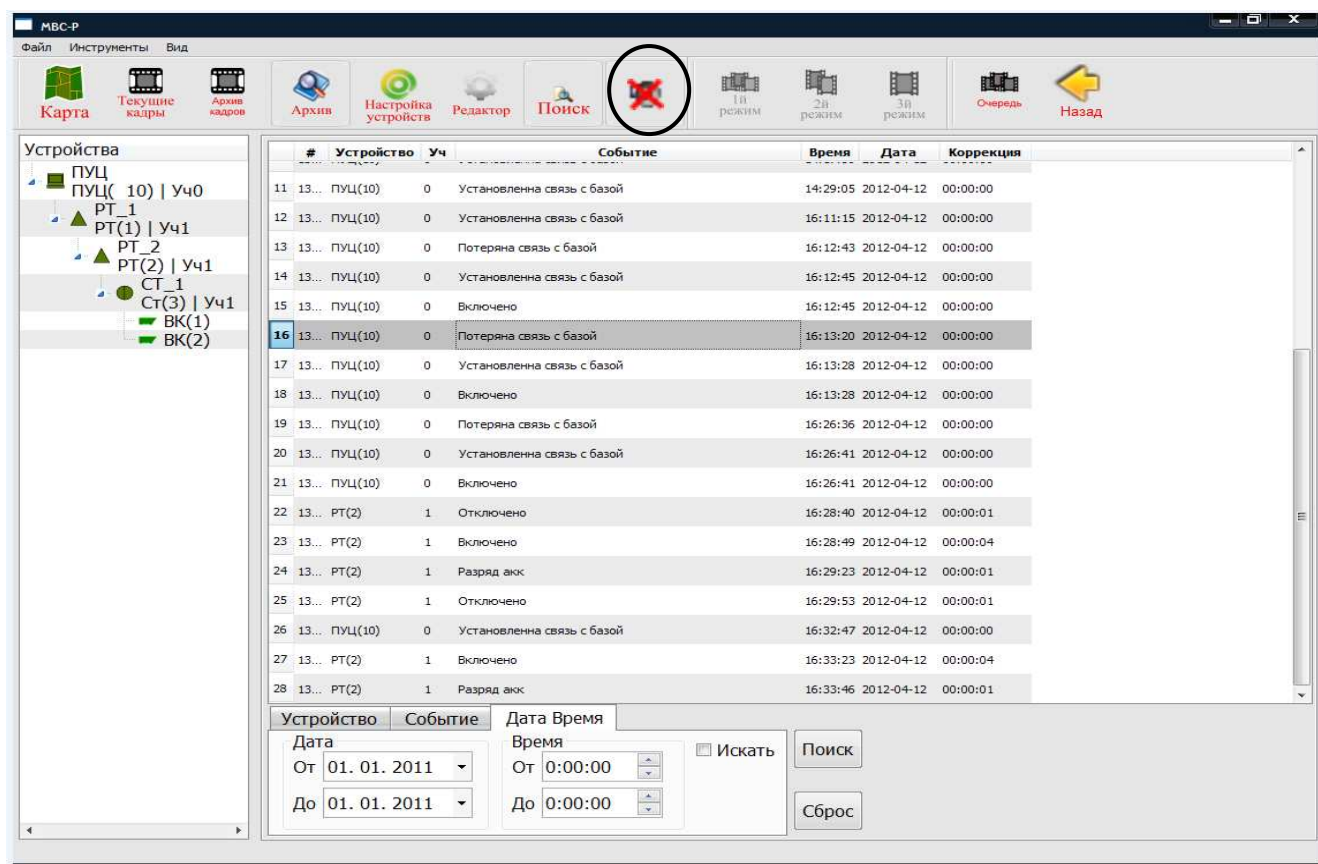 МВС-Р
Файл Инструменты Вид
Карта Текущие кадры Архив кадров Архив Настройка устройств Редактор Поиск 1й режим 2й режим 3й режим Очередь Назад
Устройства
ПУЦ
ПУЦ( 10) | Уч0
РТ_1
РТ(1) | Уч1
РТ_2
РТ(2) | Уч1
СТ_1
Ст(3) | Уч1
ВК(1)
ВК(2)
# Устройство Уч Событие Время Дата Коррекция
11 13... ПУЦ(10) 0 Установленна связь с базой 14:29:05 2012-04-12 00:00:00
12 13... ПУЦ(10) 0 Установленна связь с базой 16:11:15 2012-04-12 00:00:00
13 13... ПУЦ(10) 0 Потеряна связь с базой 16:12:43 2012-04-12 00:00:00
14 13... ПУЦ(10) 0 Установленна связь с базой 16:12:45 2012-04-12 00:00:00
15 13... ПУЦ(10) 0 Включено 16:12:45 2012-04-12 00:00:00
16 13... ПУЦ(10) 0 Потеряна связь с базой 16:13:20 2012-04-12 00:00:00
17 13... ПУЦ(10) 0 Установленна связь с базой 16:13:28 2012-04-12 00:00:00
18 13... ПУЦ(10) 0 Включено 16:13:28 2012-04-12 00:00:00
19 13... ПУЦ(10) 0 Потеряна связь с базой 16:26:36 2012-04-12 00:00:00
20 13... ПУЦ(10) 0 Установленна связь с базой 16:26:41 2012-04-12 00:00:00
21 13... ПУЦ(10) 0 Включено 16:26:41 2012-04-12 00:00:00
22 13... РТ(2) 1 Отключено 16:28:40 2012-04-12 00:00:01
23 13... РТ(2) 1 Включено 16:28:49 2012-04-12 00:00:04
24 13... РТ(2) 1 Разряд акк 16:29:23 2012-04-12 00:00:01
25 13... РТ(2) 1 Отключено 16:29:53 2012-04-12 00:00:01
26 13... ПУЦ(10) 0 Установленна связь с базой 16:32:47 2012-04-12 00:00:00
27 13... РТ(2) 1 Включено 16:33:23 2012-04-12 00:00:04
28 13... РТ(2) 1 Разряд акк 16:33:46 2012-04-12 00:00:01
Устройство Событие Дата Время
Дата Время
От 01. 01. 2011 От 0:00:00 Искать Поиск
До 01. 01. 2011 До 0:00:00 Сброс